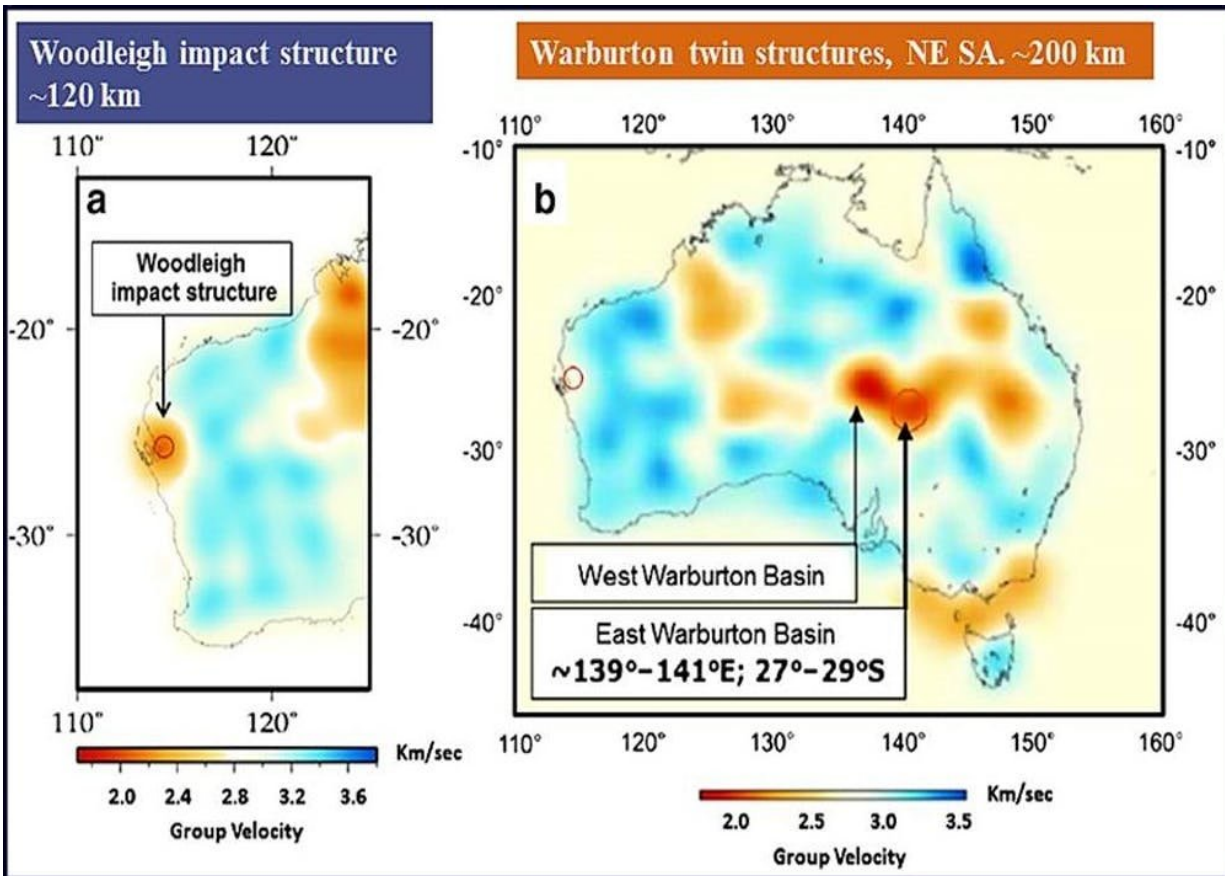 Woodleigh impact structure
~120 km
Warburton twin structures, NE SA. ~200 km
110° 120°
a
Woodleigh
impact structure
-20° -20°
-30° -30°
110° 120°
Km/sec
2.0 2.4 2.8 3.2 3.6
Group Velocity
110° 120° 130° 140° 150° 160°
-10° -10°
b
-20° -20°
-30° -30°
West Warburton Basin
East Warburton Basin
~139°–141°E; 27°–29°S
-40° -40°
110° 120° 130° 140° 150° 160°
Km/sec
2.0 2.5 3.0 3.5
Group Velocity